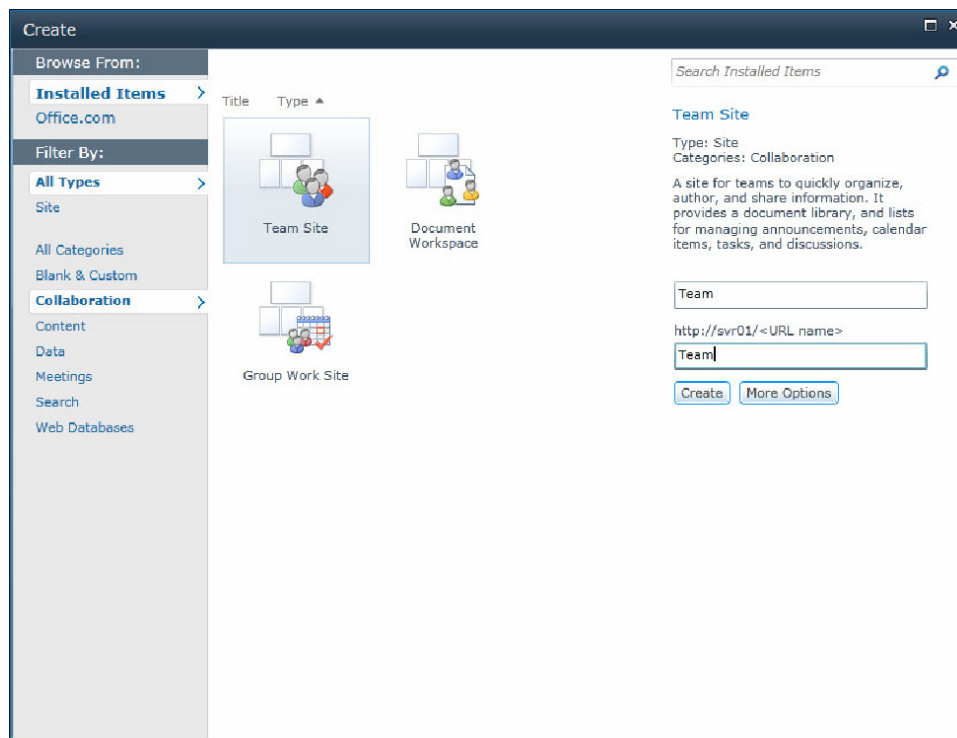 Create
Browse From:
Installed Items
Office.com
Filter By:
All Types
Site
All Categories
Blank & Custom
Collaboration
Content
Data
Meetings
Search
Web Databases
Title Type
Team Site
Document
Workspace
Group Work Site
Search Installed Items
Team Site
Type: Site
Categories: Collaboration
A site for teams to quickly organize,
author, and share information. It
provides a document library, and lists
for managing announcements, calendar
items, tasks, and discussions.
Team
http://svr01/<URL name>
Team
Create More Options